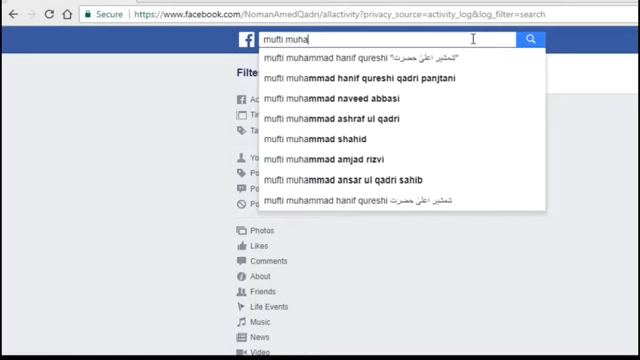 Secure
https://www.facebook.com/NomanAmedQadri/allactivity?privacy_source=activity_log&log_filter=search
mufti muha
mufti muhammad hanif qureshi "شمشیر اعلیٰ حضرت"
Filte
mufti muhammad hanif qureshi qadri panjtani
mufti muhammad naveed abbasi
mufti muhammad ashraf ul qadri
mufti muhammad shahid
mufti muhammad amjad rizvi
mufti muhammad ansar ul qadri sahib
mufti muhammad hanif qureshi شمشیر اعلیٰ حضرت
Photos
Likes
Comments
About
Friends
Life Events
Music
News
Video